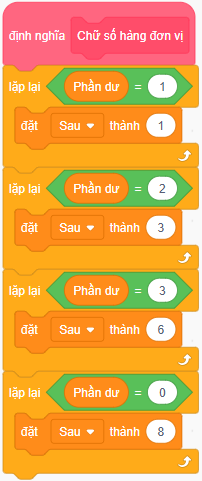 định nghĩa Chữ số hàng đơn vị
lặp lại Phần dư = 1
đặt Sau thành 1
lặp lại Phần dư = 2
đặt Sau thành 3
lặp lại Phần dư = 3
đặt Sau thành 6
lặp lại Phần dư = 0
đặt Sau thành 8